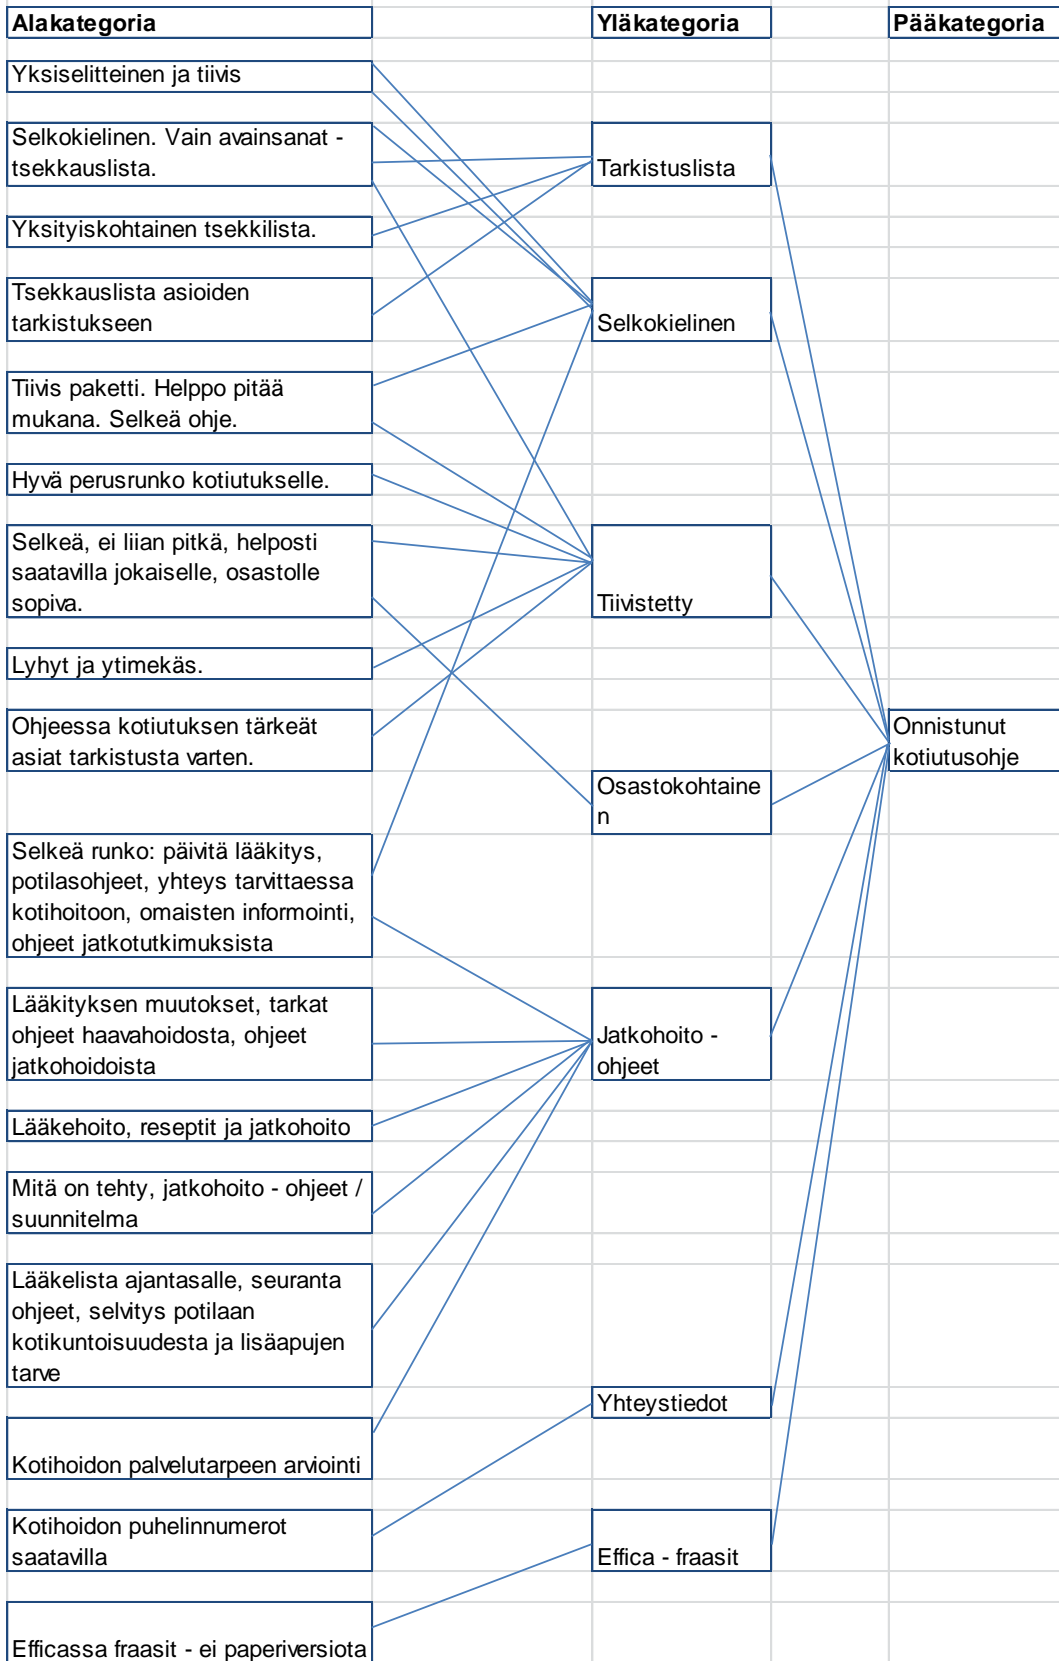 Alakategoria
Yläkategoria
Pääkategoria
Yksiselitteinen ja tiivis
Selkokielinen. Vain avainsanat -
tsekkauslista.
Tarkistuslista
Yksityiskohtainen tsekkilista.
Tsekkauslista asioiden
tarkistukseen
Selkokielinen
Tiivis paketti. Helppo pitää
mukana. Selkeä ohje.
Hyvä perusrunko kotiutukselle.
Selkeä, ei liian pitkä, helposti
saatavilla jokaiselle, osastolle
sopiva.
Tiivistetty
Lyhyt ja ytimekäs.
Ohjeessa kotiutuksen tärkeät
asiat tarkistusta varten.
Onnistunut
kotiutusohje
Osastokohtaine
n
Selkeä runko: päivitä lääkitys,
potilasohjeet, yhteys tarvittaessa
kotihoitoon, omaisten informointi,
ohjeet jatkotutkimuksista
Lääkityksen muutokset, tarkat
ohjeet haavahoidosta, ohjeet
jatkohoidoista
Jatkohoito -
ohjeet
Lääkehoito, reseptit ja jatkohoito
Mitä on tehty, jatkohoito - ohjeet /
suunnitelma
Lääkelista ajantasalle, seuranta
ohjeet, selvitys potilaan
kotikuntoisuudesta ja lisäapujen
tarve
Yhteystiedot
Kotihoidon palvelutarpeen arviointi
Kotihoidon puhelinnumerot
saatavilla
Effica - fraasit
Efficassa fraasit - ei paperiversiota